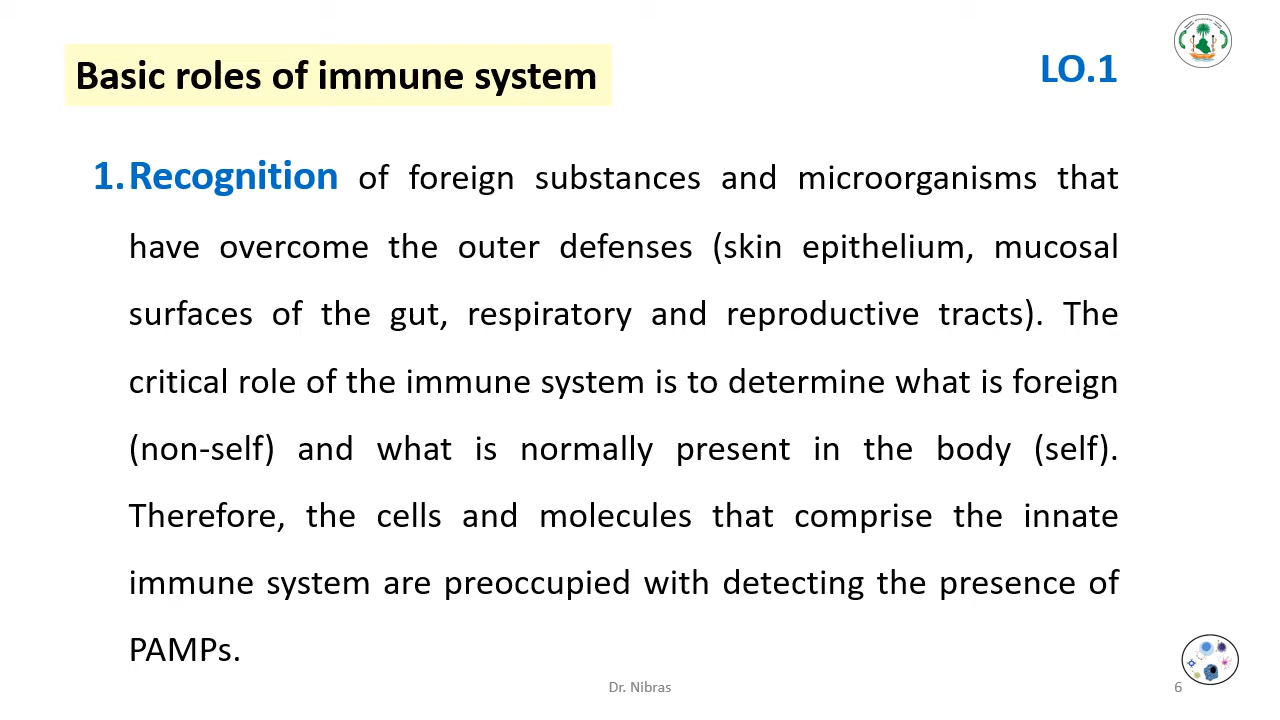 Basic roles of immune system
LO.1
1. Recognition of foreign substances and microorganisms that
have overcome the outer defenses (skin epithelium, mucosal
surfaces of the gut, respiratory and reproductive tracts). The
critical role of the immune system is to determine what is foreign
(non-self) and what is normally present in the body (self).
Therefore, the cells and molecules that comprise the innate
immune system are preoccupied with detecting the presence of
PAMPs.
Dr. Nibras
6